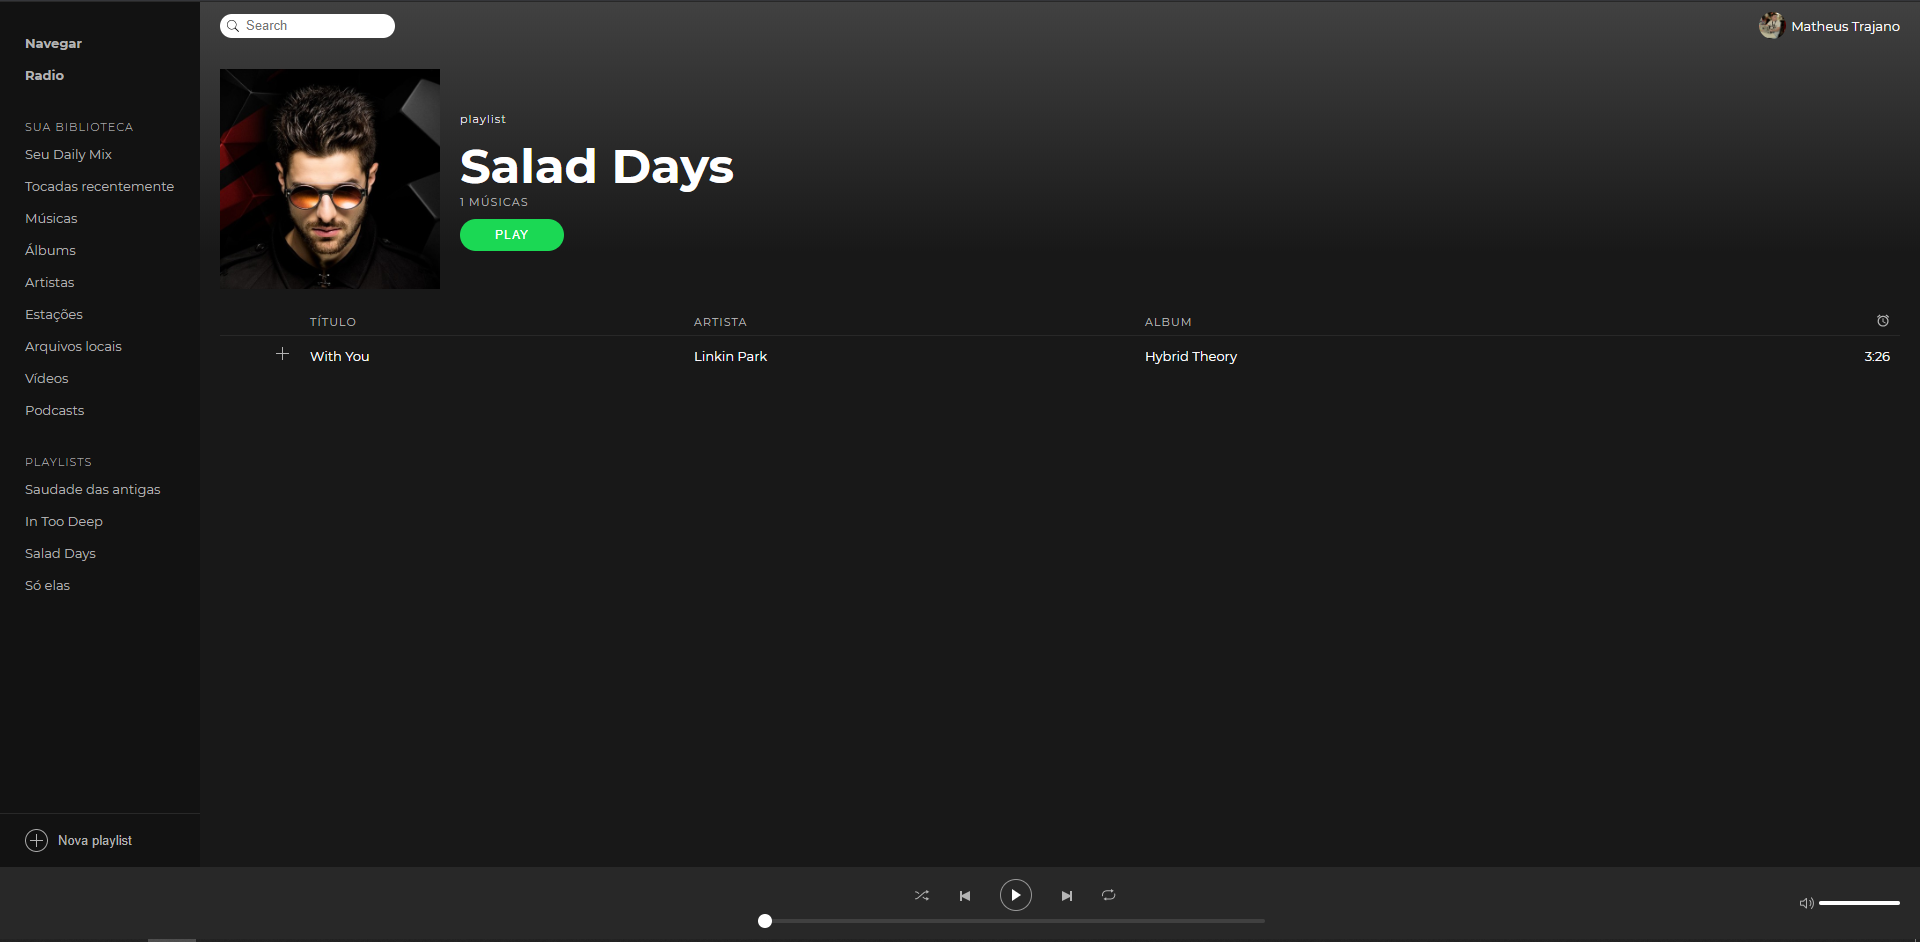 Navegar
Radio
SUA BIBLIOTECA
Seu Daily Mix
Tocadas recentemente
Músicas
Álbums
Artistas
Estações
Arquivos locais
Vídeos
Podcasts
PLAYLISTS
Saudade das antigas
In Too Deep
Salad Days
Só elas
Nova playlist
Search
Matheus Trajano
playlist
Salad Days
1 MÚSICAS
PLAY
TÍTULO ARTISTA ALBUM
With You Linkin Park Hybrid Theory 3:26